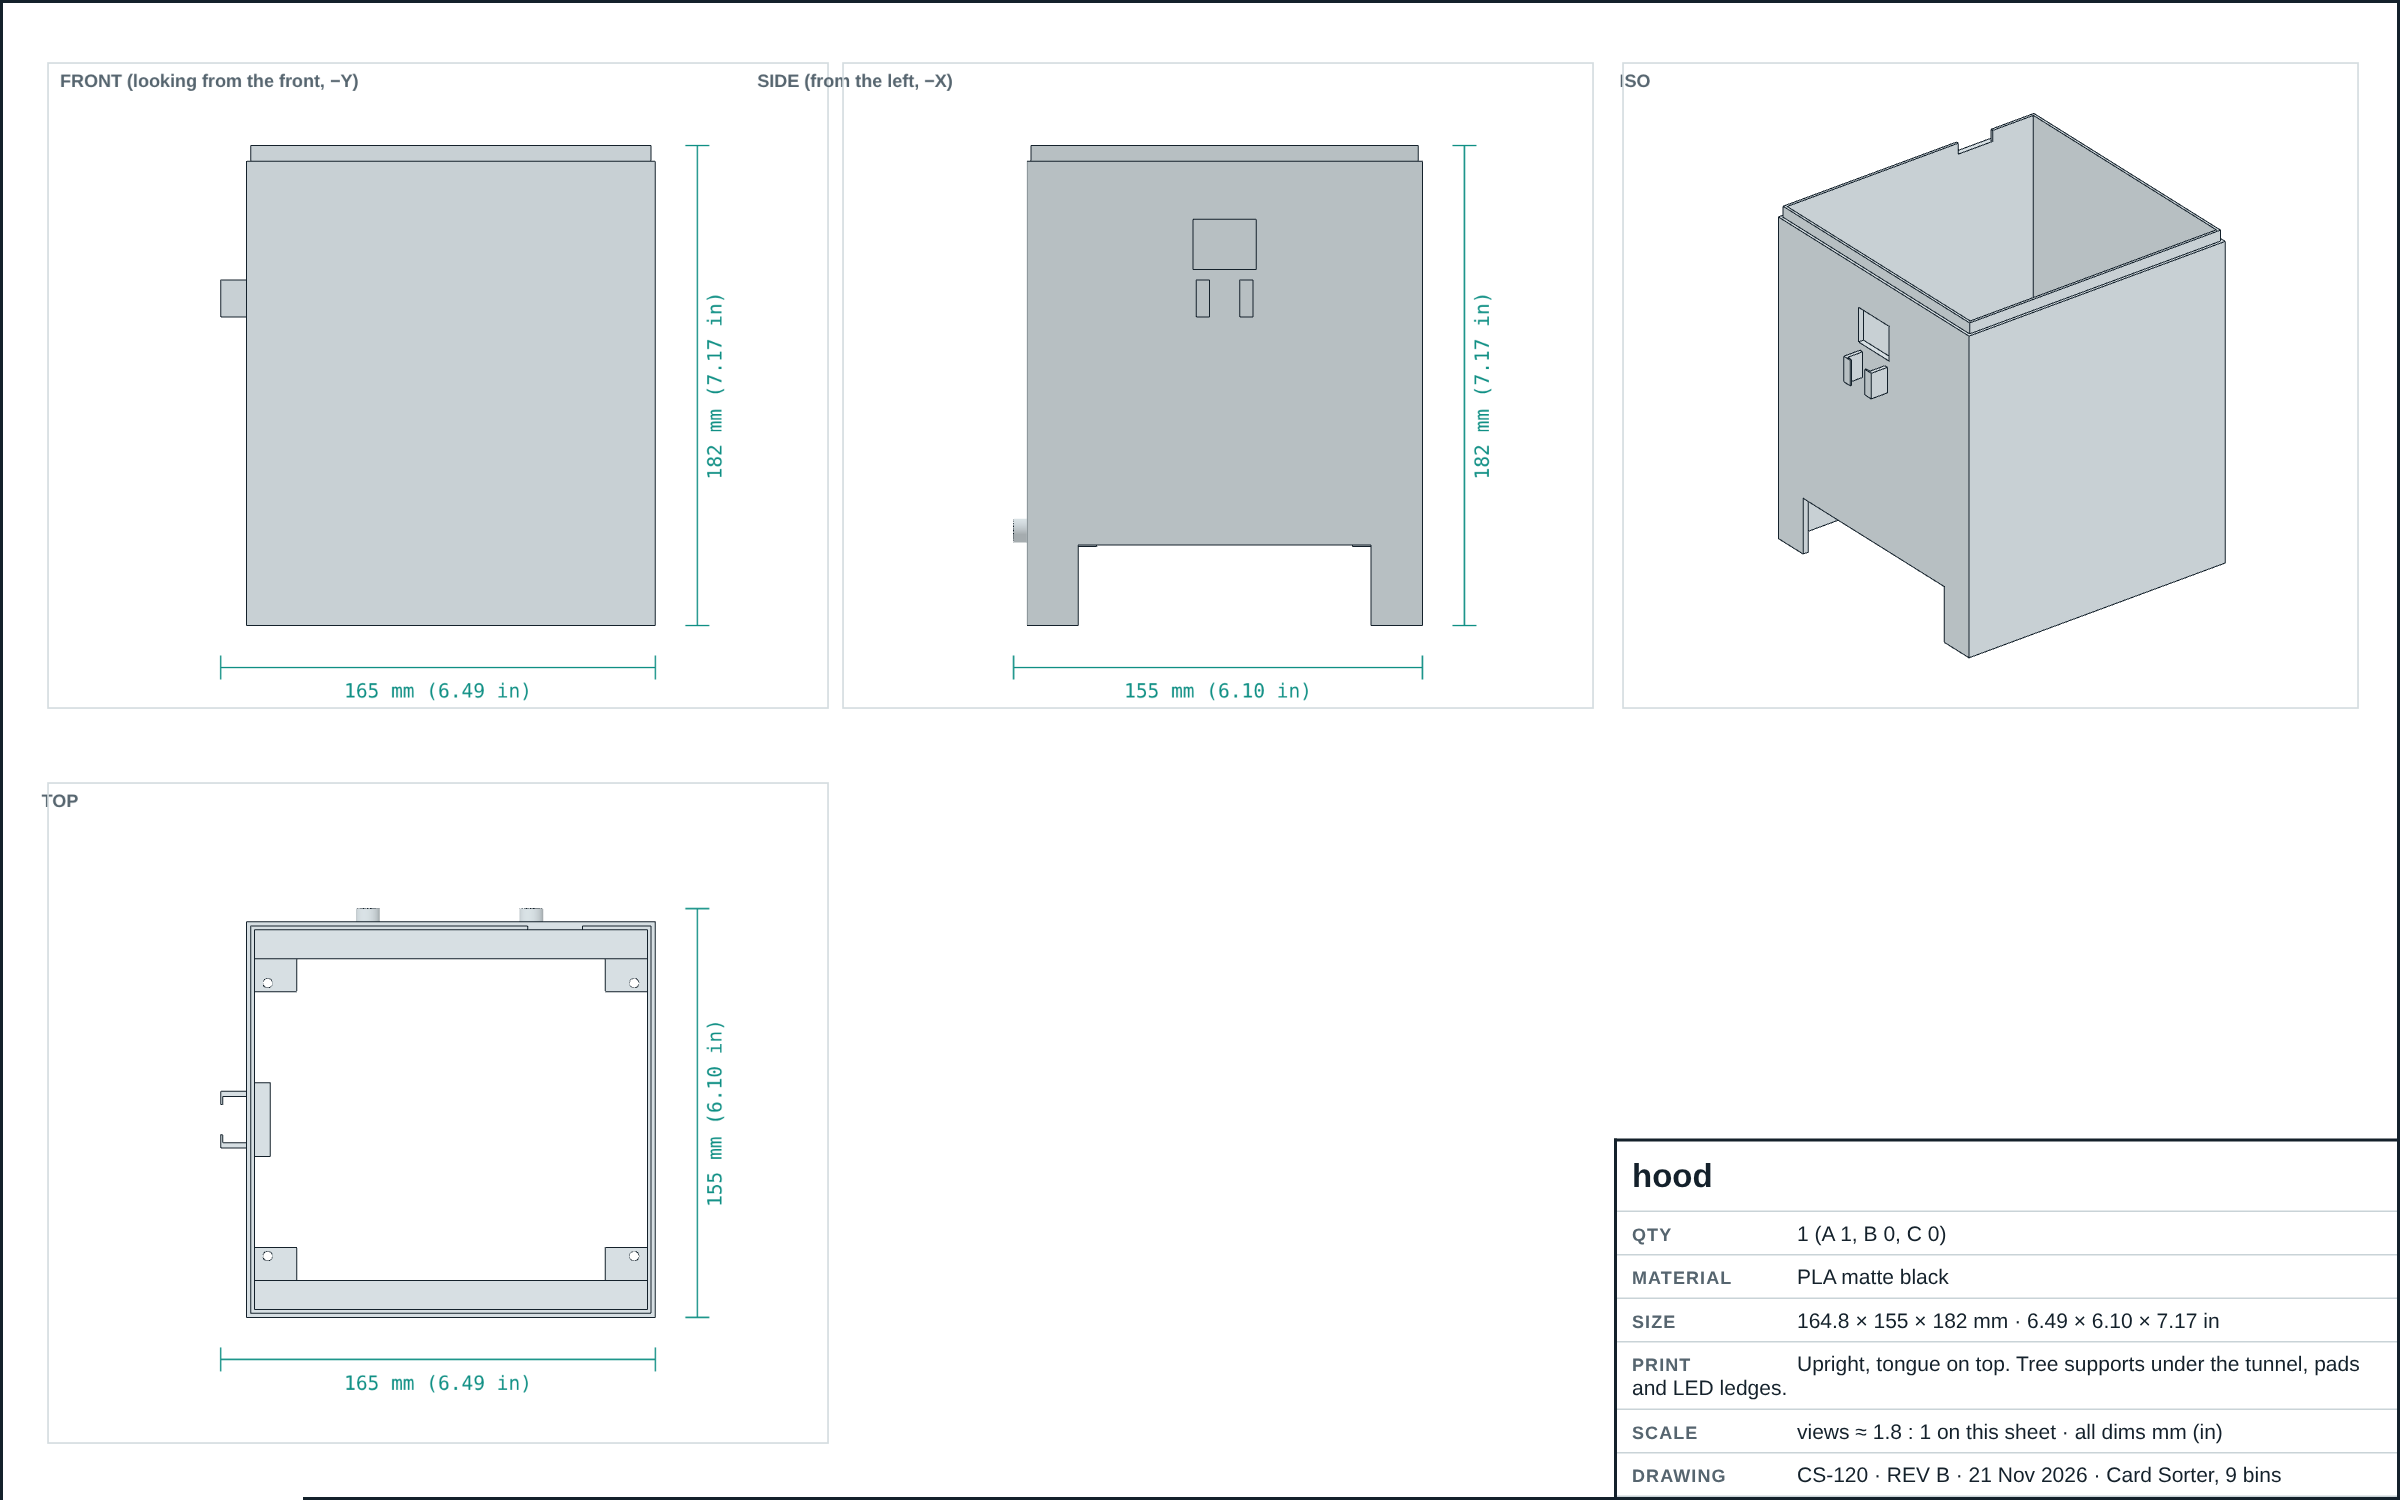 FRONT (looking from the front, −Y)
SIDE (from the left, −X)
ISO
182 mm (7.17 in)
182 mm (7.17 in)
165 mm (6.49 in)
155 mm (6.10 in)
TOP
155 mm (6.10 in)
165 mm (6.49 in)
hood
QTY 1 (A 1, B 0, C 0)
MATERIAL PLA matte black
SIZE 164.8 × 155 × 182 mm · 6.49 × 6.10 × 7.17 in
PRINT Upright, tongue on top. Tree supports under the tunnel, pads
and LED ledges.
SCALE views ≈ 1.8 : 1 on this sheet · all dims mm (in)
DRAWING CS-120 · REV B · 21 Nov 2026 · Card Sorter, 9 bins